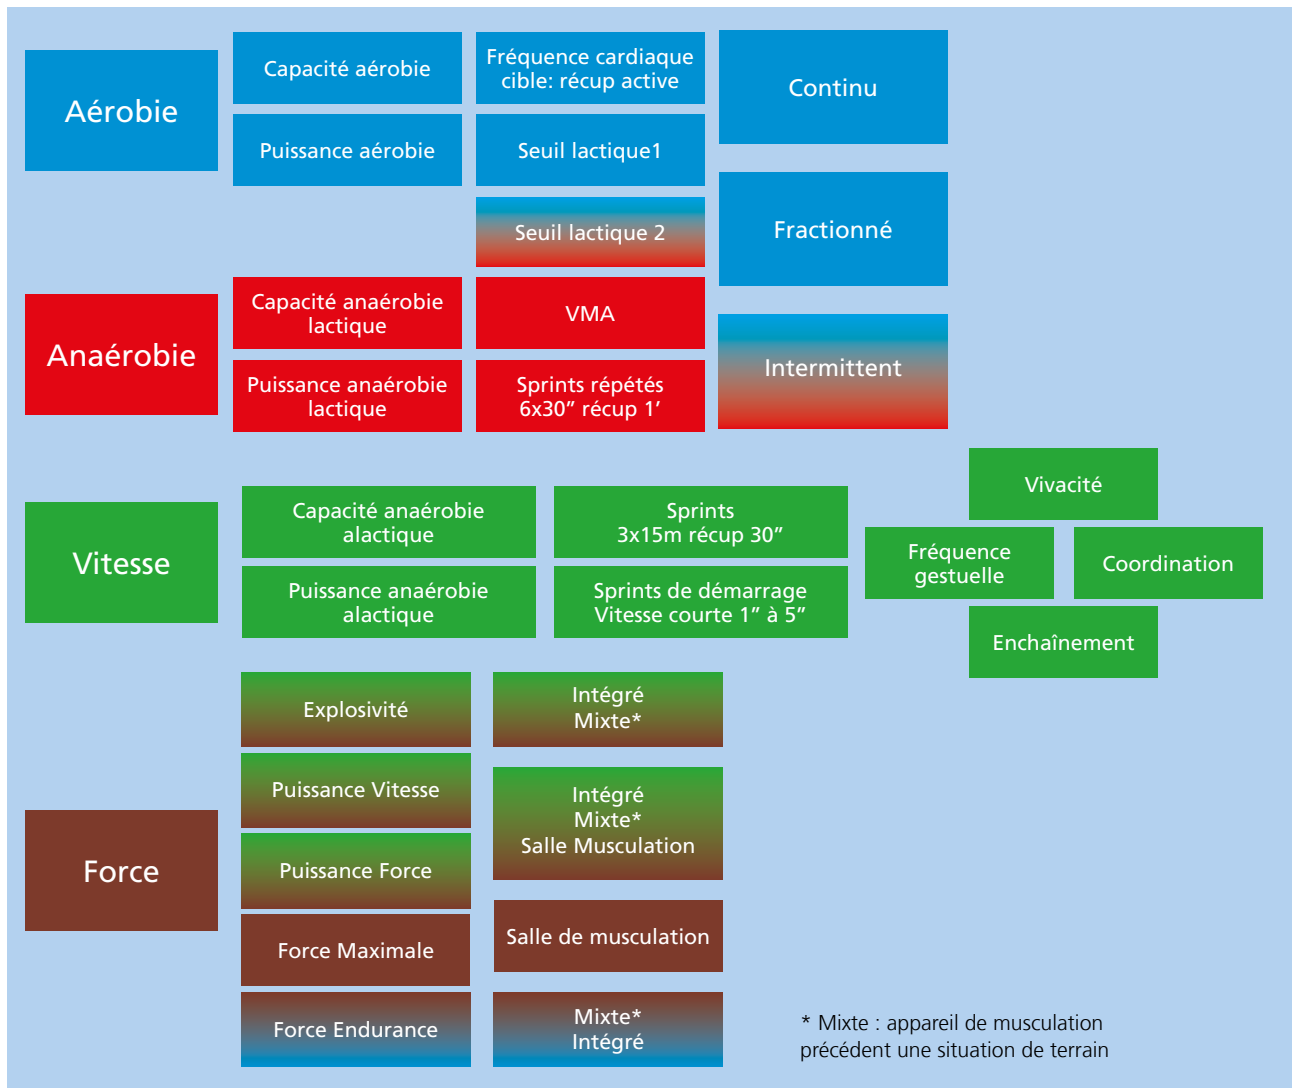 Aérobie
Capacité aérobie
Puissance aérobie
Fréquence cardiaque
cible: récup active
Seuil lactique1
Seuil lactique 2
Continu
Fractionné
Intermittent
Anaérobie
Capacité anaérobie
lactique
Puissance anaérobie
lactique
VMA
Sprints répétés
6x30” récup 1’
Vitesse
Capacité anaérobie
alactique
Puissance anaérobie
alactique
Sprints
3x15m récup 30”
Sprints de démarrage
Vitesse courte 1” à 5”
Vivacité
Fréquence
gestuelle
Coordination
Enchaînement
Force
Explosivité
Puissance Vitesse
Puissance Force
Force Maximale
Force Endurance
Intégré
Mixte*
Intégré
Mixte*
Salle Musculation
Salle de musculation
Mixte*
Intégré
* Mixte : appareil de musculation
précédent une situation de terrain